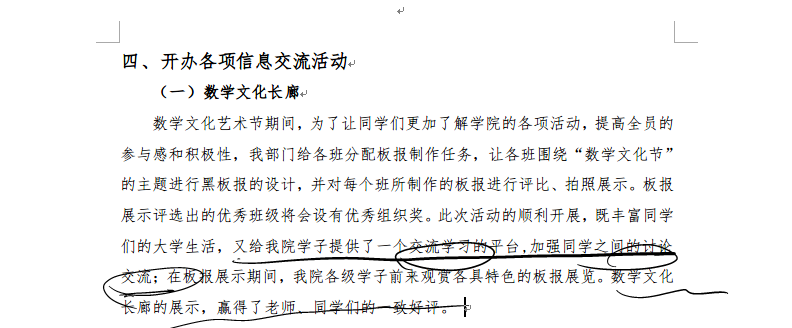 四、开办各项信息交流活动
（一）数学文化长廊
数学文化艺术节期间，为了让同学们更加了解学院的各项活动，提高全员的
参与感和积极性，我部门给各班分配板报制作任务，让各班围绕“数学文化节”
的主题进行黑板报的设计，并对每个班所制作的板报进行评比、拍照展示。板报
展示评选出的优秀班级将会设有优秀组织奖。此次活动的顺利开展，既丰富同学
们的大学生活，又给我院学子提供了一个交流学习的平台,加强同学之间的讨论
交流；在板报展示期间，我院各级学子前来观赏各具特色的板报展览。数学文化
长廊的展示，赢得了老师、同学们的一致好评。